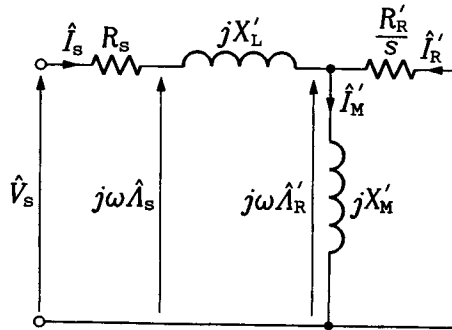 Î_s R_s jX′_L R′_R/s Î′_R
Î′_M
V̂_s jωΛ̂_s jωΛ̂′_R jX′_M